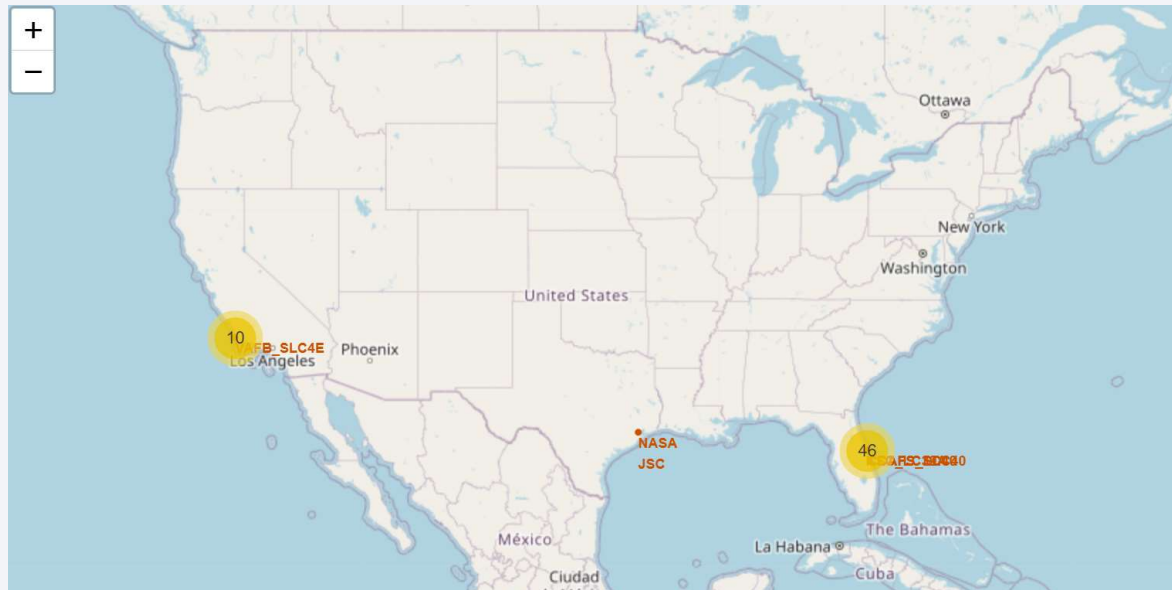 +
−
Ottawa
New York
Washington
United States
10
VAFB_SLC4E
Los Angeles
Phoenix
NASA
JSC
46
The Bahamas
La Habana
México
Ciudad
Cuba